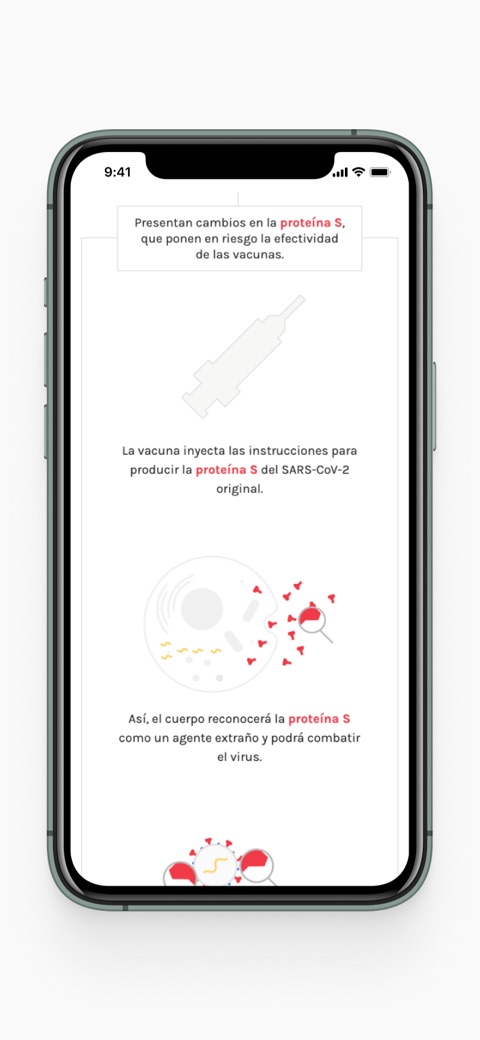 9:41
Presentan cambios en la proteína S,
que ponen en riesgo la efectividad
de las vacunas.
La vacuna inyecta las instrucciones para
producir la proteína S del SARS-CoV-2
original.
Así, el cuerpo reconocerá la proteína S
como un agente extraño y podrá combatir
el virus.